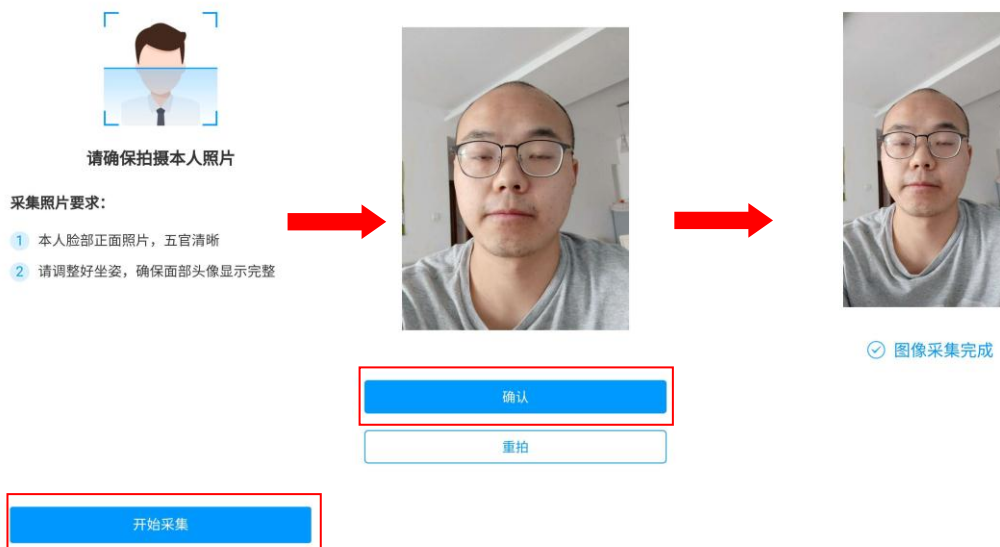 请确保拍摄本人照片
采集照片要求：
1 本人脸部正面照片，五官清晰
2 请调整好坐姿，确保面部头像显示完整
开始采集
确认
重拍
图像采集完成